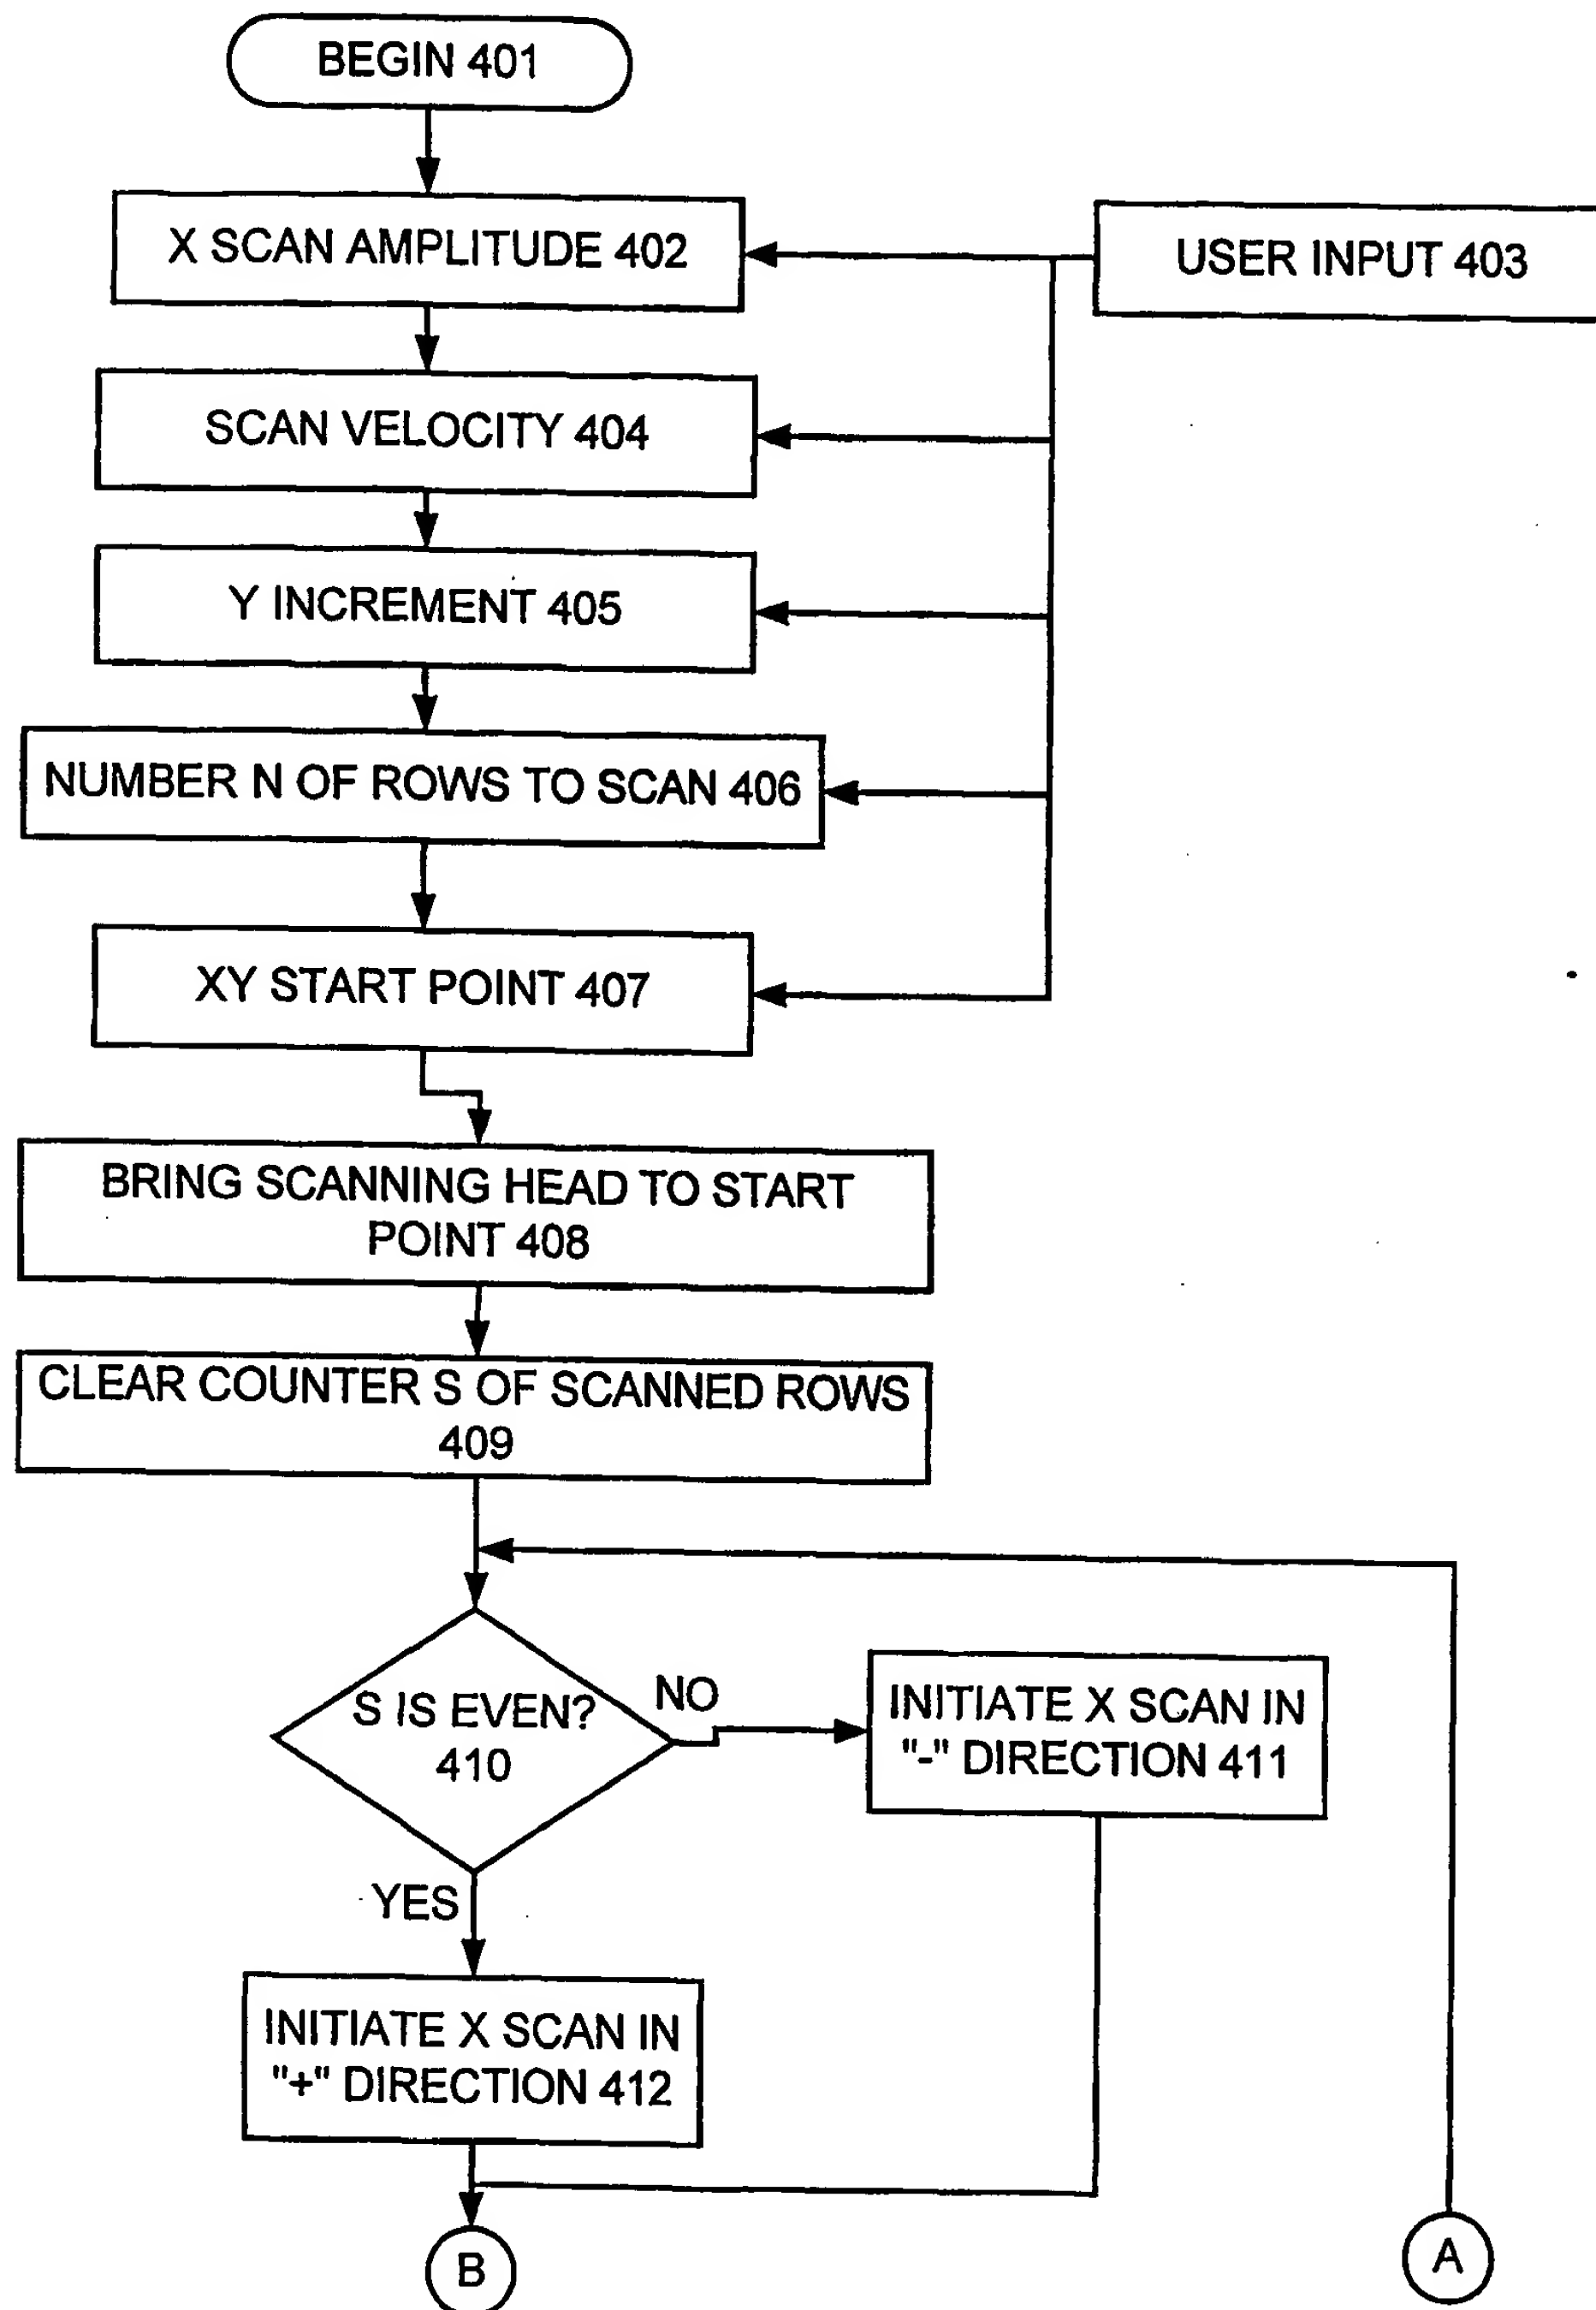 BEGIN 401
X SCAN AMPLITUDE 402
USER INPUT 403
SCAN VELOCITY 404
Y INCREMENT 405
NUMBER N OF ROWS TO SCAN 406
XY START POINT 407
BRING SCANNING HEAD TO START
POINT 408
CLEAR COUNTER S OF SCANNED ROWS
409
S IS EVEN?
410
NO
INITIATE X SCAN IN
"-" DIRECTION 411
YES
INITIATE X SCAN IN
"+" DIRECTION 412
B
A